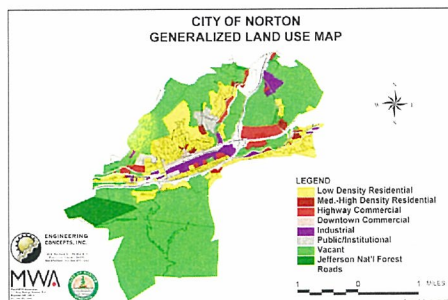 CITY OF NORTON
GENERALIZED LAND USE MAP
LEGEND
Low Density Residential
Med.-High Density Residential
Highway Commercial
Downtown Commercial
Industrial
Public/Institutional
Vacant
Jefferson Nat'l Forest
Roads
ENGINEERING
CONCEPTS, INC.
MWA
1 0 1 MILES